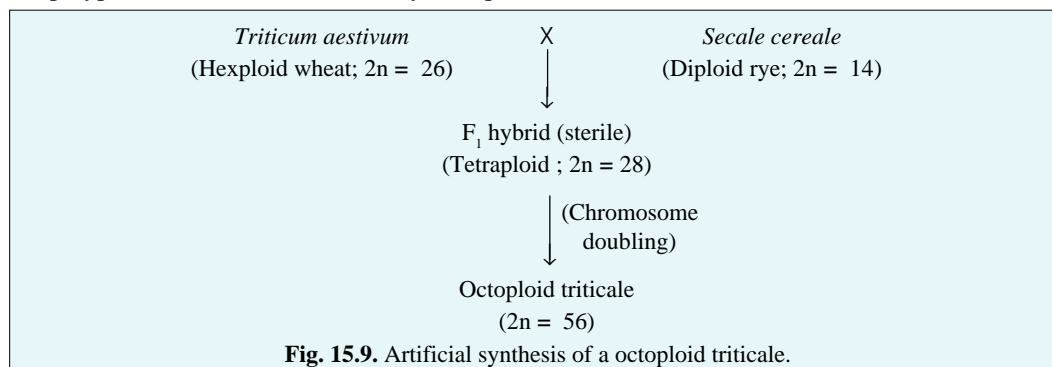 Triticum aestivum X Secale cereale
(Hexploid wheat; 2n = 26) (Diploid rye; 2n = 14)
F1 hybrid (sterile)
(Tetraploid ; 2n = 28)
(Chromosome
doubling)
Octoploid triticale
(2n = 56)
Fig. 15.9. Artificial synthesis of a octoploid triticale.